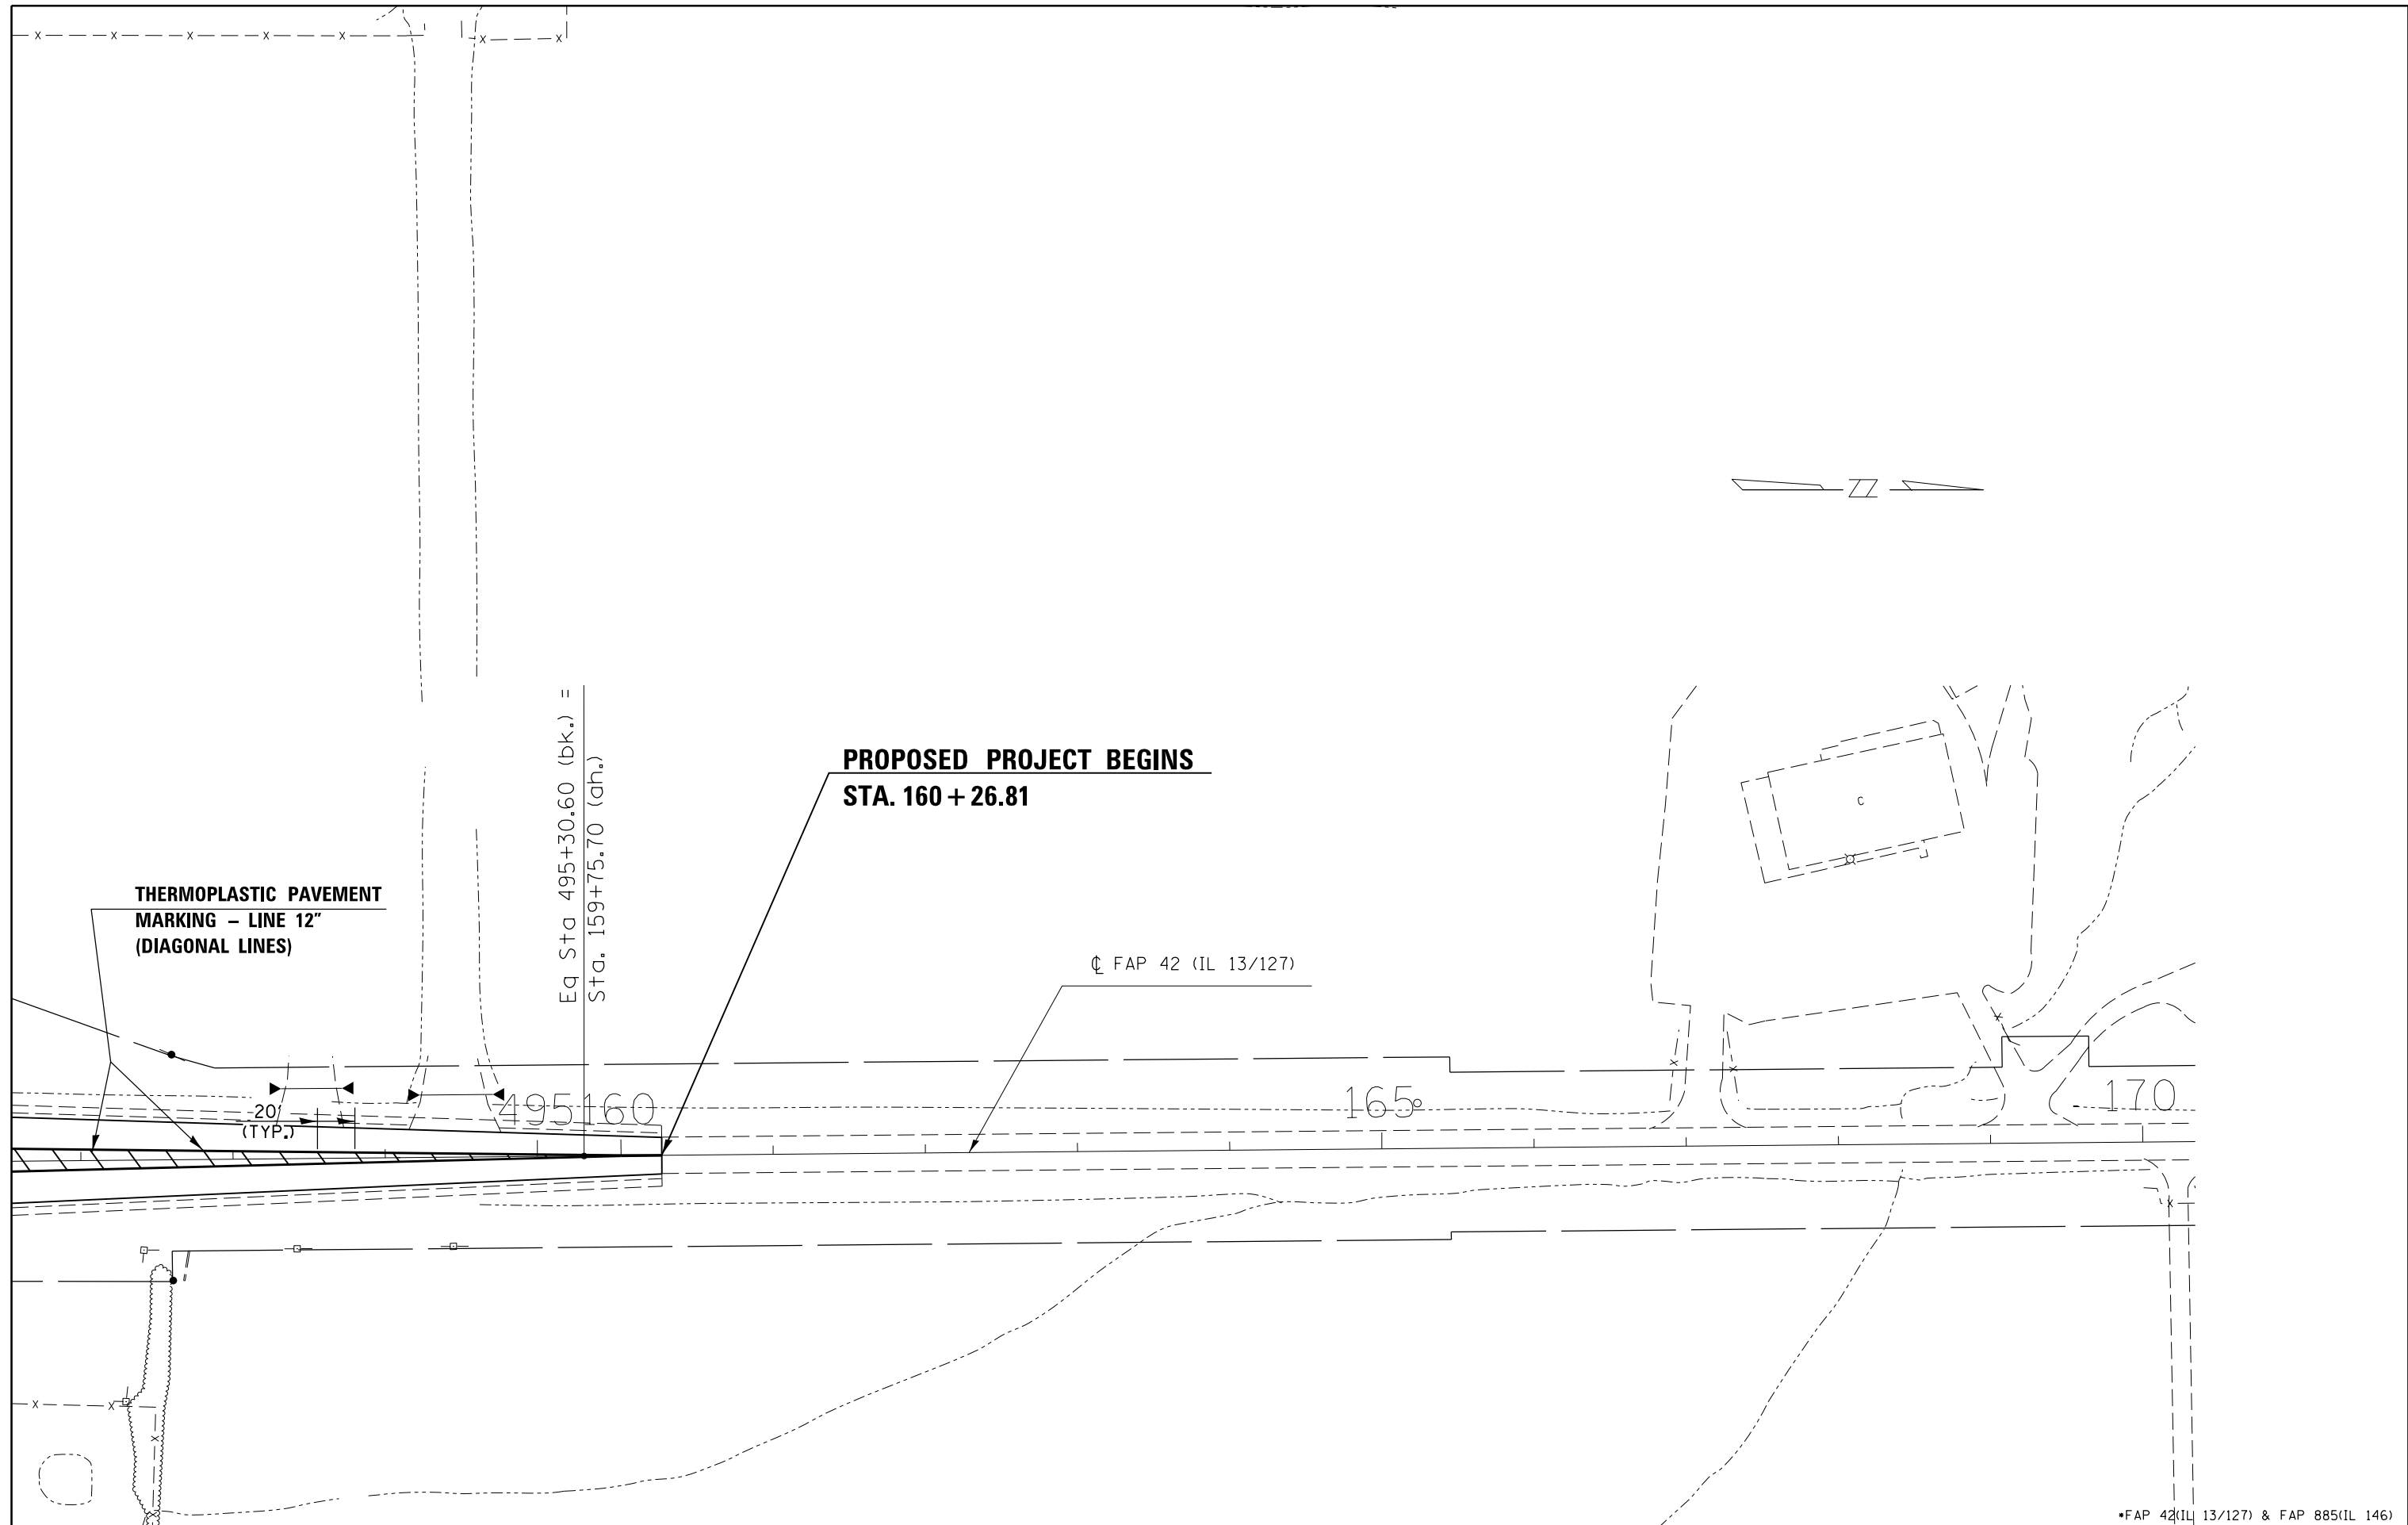 Eq Sta 495+30.60 (bk.) =
Sta. 159+75.70 (ah.)
PROPOSED PROJECT BEGINS
STA. 160+26.81
THERMOPLASTIC PAVEMENT
MARKING – LINE 12"
(DIAGONAL LINES)
℄ FAP 42 (IL 13/127)
C
20'
(TYP.)
495
160
165
170
*FAP 42(IL 13/127) & FAP 885(IL 146)